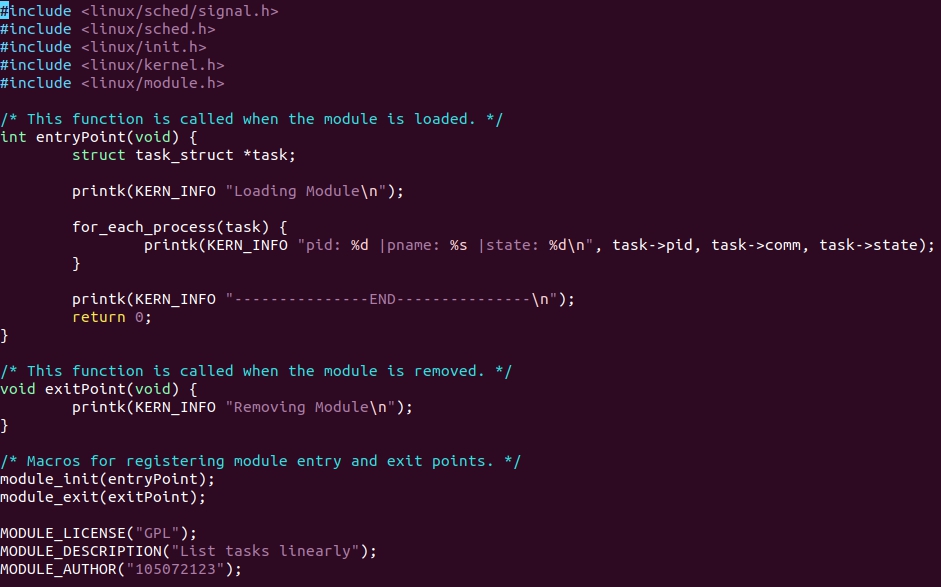 #include <linux/sched/signal.h>
#include <linux/sched.h>
#include <linux/init.h>
#include <linux/kernel.h>
#include <linux/module.h>
/* This function is called when the module is loaded. */
int entryPoint(void) {
struct task_struct *task;
printk(KERN_INFO "Loading Module\n");
for_each_process(task) {
printk(KERN_INFO "pid: %d |pname: %s |state: %d\n", task->pid, task->comm, task->state);
}
printk(KERN_INFO "---------------END---------------\n");
return 0;
}
/* This function is called when the module is removed. */
void exitPoint(void) {
printk(KERN_INFO "Removing Module\n");
}
/* Macros for registering module entry and exit points. */
module_init(entryPoint);
module_exit(exitPoint);
MODULE_LICENSE("GPL");
MODULE_DESCRIPTION("List tasks linearly");
MODULE_AUTHOR("105072123");